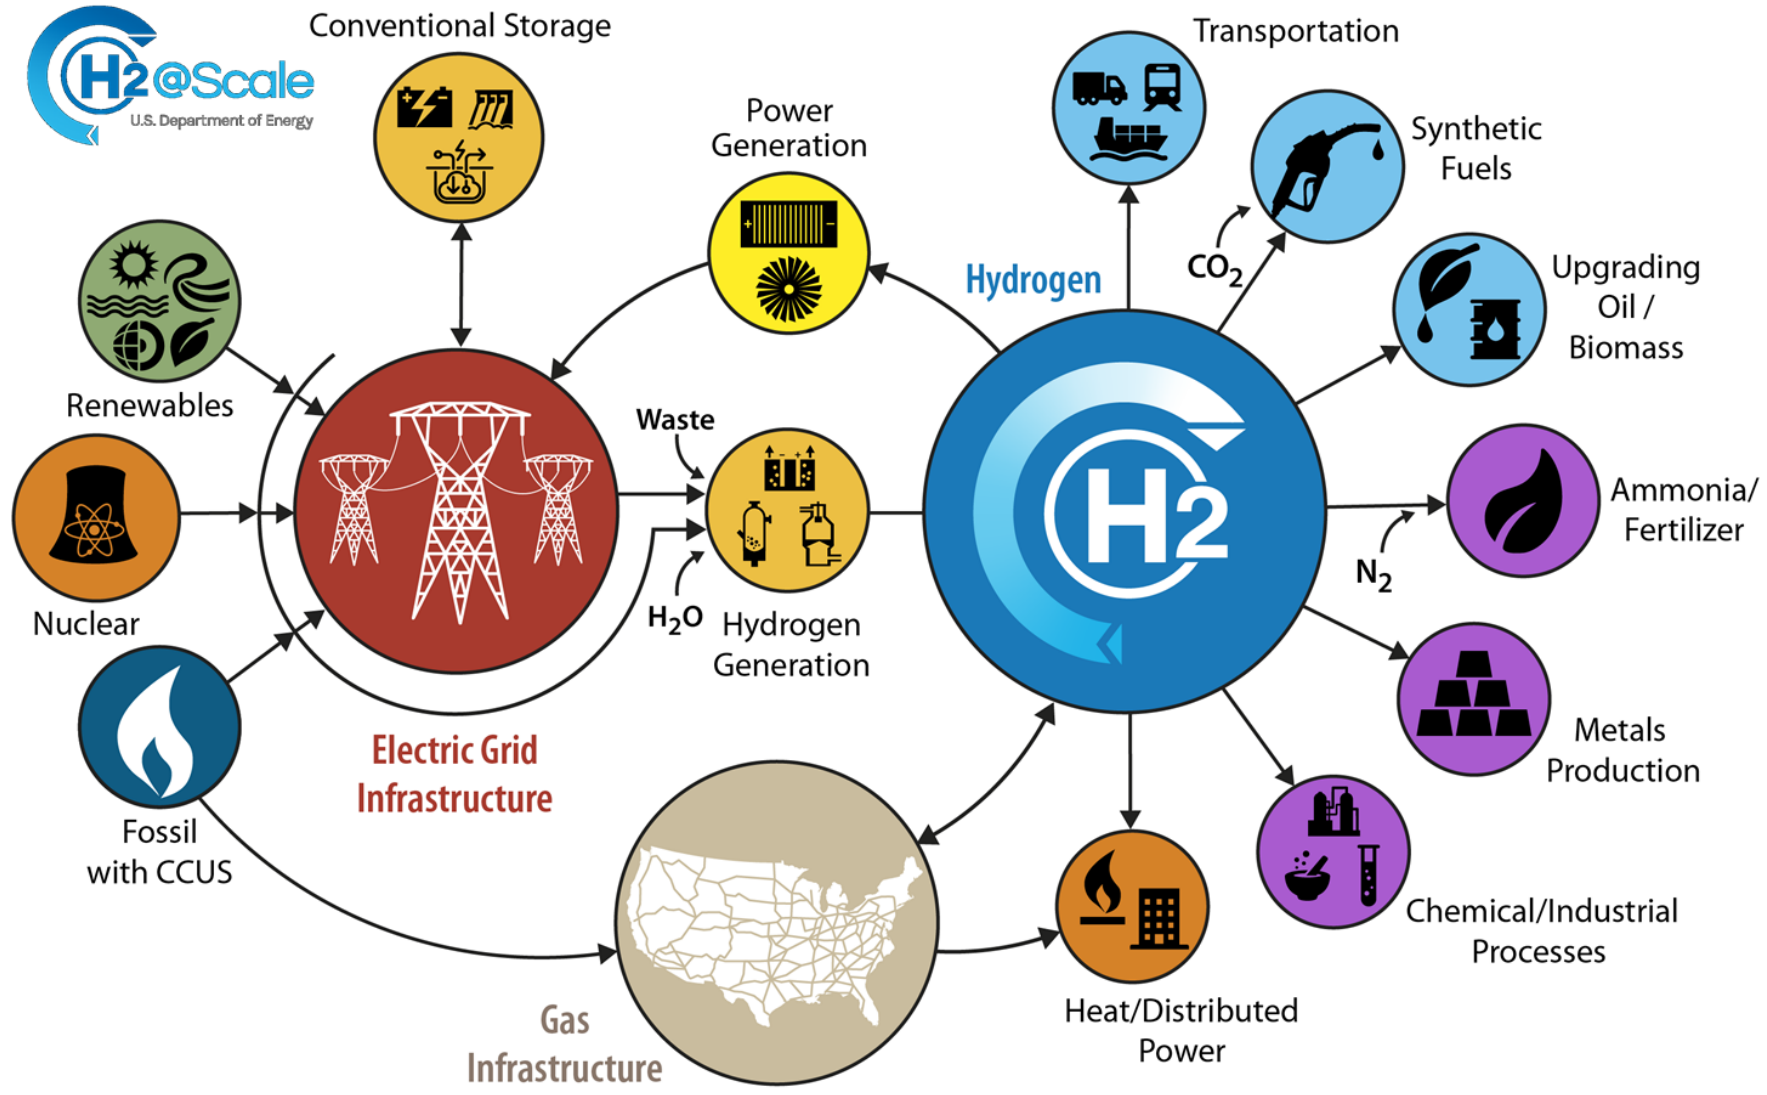 H2@Scale
U.S. Department of Energy
Conventional Storage
Transportation
Power
Generation
Synthetic
Fuels
CO2
Hydrogen
Upgrading
Oil /
Biomass
Renewables
Waste
H2
Ammonia/
Fertilizer
N2
Nuclear
H2O
Hydrogen
Generation
Electric Grid
Infrastructure
Metals
Production
Fossil
with CCUS
Chemical/Industrial
Processes
Gas
Infrastructure
Heat/Distributed
Power